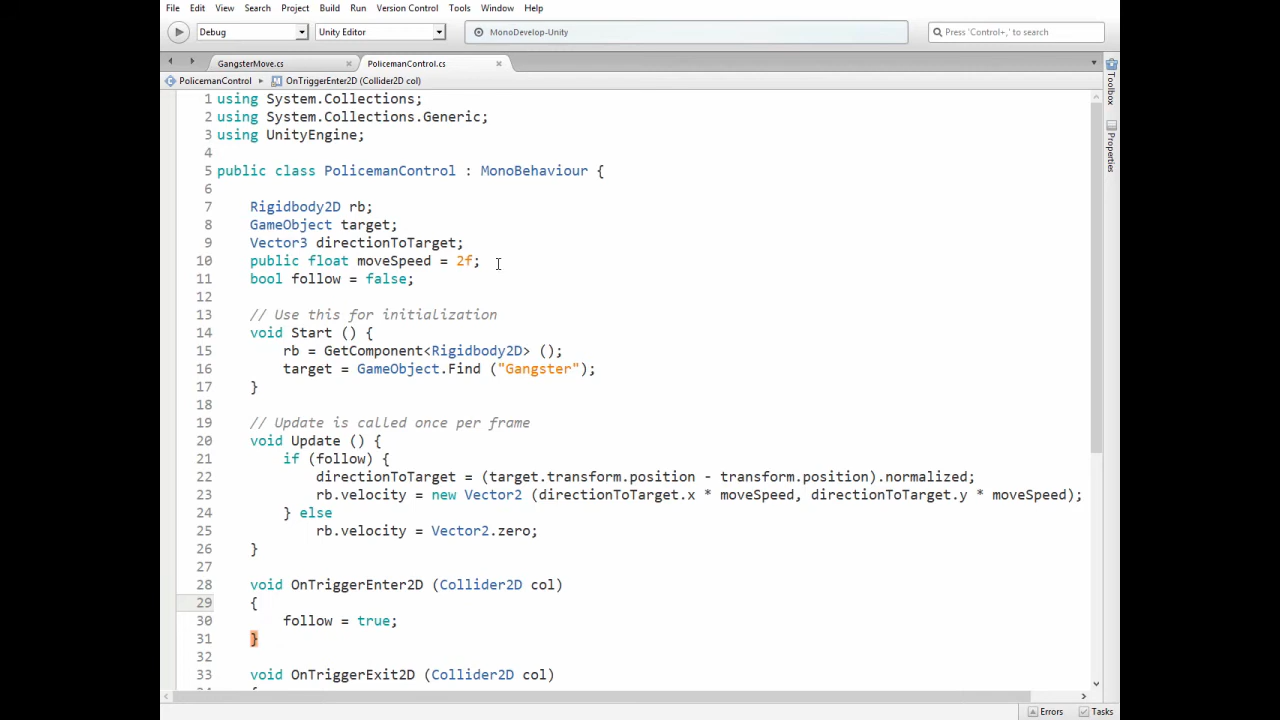 File Edit View Search Project Build Run Version Control Tools Window Help
Debug Unity Editor MonoDevelop-Unity Press 'Control+,' to search
GangsterMove.cs PolicemanControl.cs
PolicemanControl OnTriggerEnter2D (Collider2D col)
Toolbox
Properties
1 using System.Collections;
2 using System.Collections.Generic;
3 using UnityEngine;
4
5 public class PolicemanControl : MonoBehaviour {
6
7 Rigidbody2D rb;
8 GameObject target;
9 Vector3 directionToTarget;
10 public float moveSpeed = 2f;
11 bool follow = false;
12
13 // Use this for initialization
14 void Start () {
15 rb = GetComponent<Rigidbody2D> ();
16 target = GameObject.Find ("Gangster");
17 }
18
19 // Update is called once per frame
20 void Update () {
21 if (follow) {
22 directionToTarget = (target.transform.position - transform.position).normalized;
23 rb.velocity = new Vector2 (directionToTarget.x * moveSpeed, directionToTarget.y * moveSpeed);
24 } else
25 rb.velocity = Vector2.zero;
26 }
27
28 void OnTriggerEnter2D (Collider2D col)
29 {
30 follow = true;
31 }
32
33 void OnTriggerExit2D (Collider2D col)
Errors Tasks